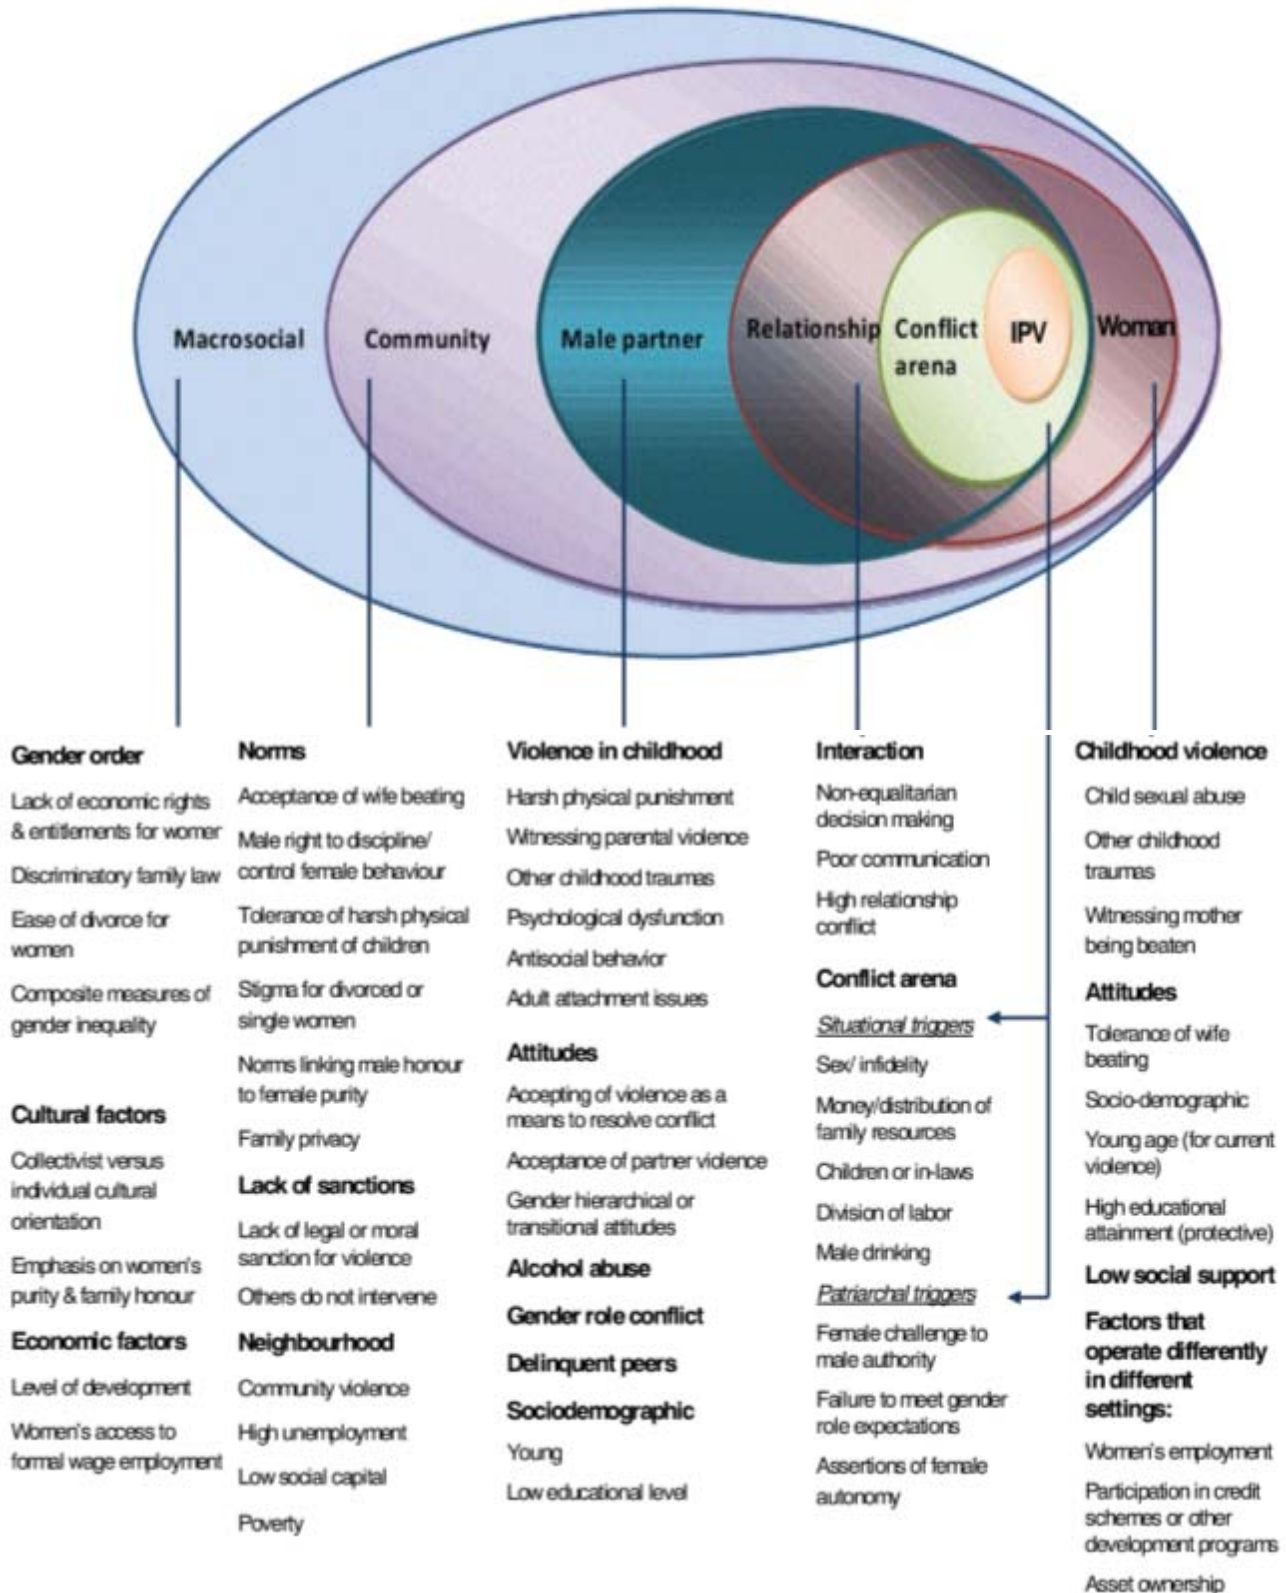 Macrosocial
Community
Male partner
Relationship
Conflict
arena
IPV
Woman
Gender order
Lack of economic rights
& entitlements for women
Discriminatory family law
Ease of divorce for
women
Composite measures of
gender inequality
Cultural factors
Collectivist versus
individual cultural
orientation
Emphasis on women's
purity & family honour
Economic factors
Level of development
Women's access to
formal wage employment
Norms
Acceptance of wife beating
Male right to discipline/
control female behaviour
Tolerance of harsh physical
punishment of children
Stigma for divorced or
single women
Norms linking male honour
to female purity
Family privacy
Lack of sanctions
Lack of legal or moral
sanction for violence
Others do not intervene
Neighbourhood
Community violence
High unemployment
Low social capital
Poverty
Violence in childhood
Harsh physical punishment
Witnessing parental violence
Other childhood traumas
Psychological dysfunction
Antisocial behavior
Adult attachment issues
Attitudes
Accepting of violence as a
means to resolve conflict
Acceptance of partner violence
Gender hierarchical or
transitional attitudes
Alcohol abuse
Gender role conflict
Delinquent peers
Sociodemographic
Young
Low educational level
Interaction
Non-equalitarian
decision making
Poor communication
High relationship
conflict
Conflict arena
Situational triggers
Sex/ infidelity
Money/distribution of
family resources
Children or in-laws
Division of labor
Male drinking
Patriarchal triggers
Female challenge to
male authority
Failure to meet gender
role expectations
Assertions of female
autonomy
Childhood violence
Child sexual abuse
Other childhood
traumas
Witnessing mother
being beaten
Attitudes
Tolerance of wife
beating
Socio-demographic
Young age (for current
violence)
High educational
attainment (protective)
Low social support
Factors that
operate differently
in different
settings:
Women's employment
Participation in credit
schemes or other
development programs
Asset ownership